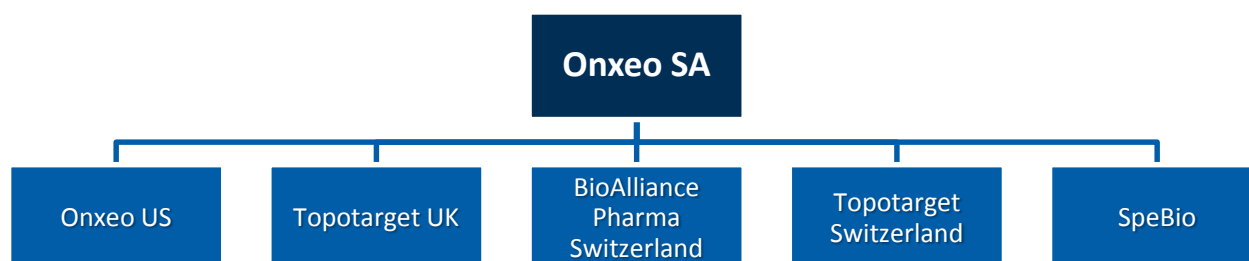 Onxeo SA
Onxeo US
Topotarget UK
BioAlliance
Pharma
Switzerland
Topotarget
Switzerland
SpeBio